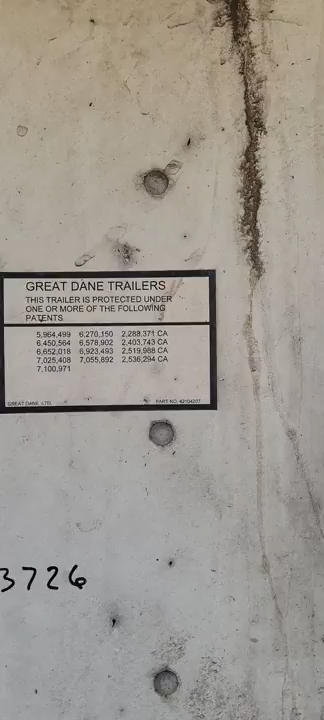 GREAT DANE TRAILERS
THIS TRAILER IS PROTECTED UNDER
ONE OR MORE OF THE FOLLOWING
PATENTS
5,964,499 6,270,150 2,288,371 CA
6,450,564 6,578,902 2,403,743 CA
6,652,018 6,923,493 2,519,988 CA
7,025,408 7,055,892 2,536,294 CA
7,100,971
GREAT DANE, LTD. PART NO. 42104207
3726